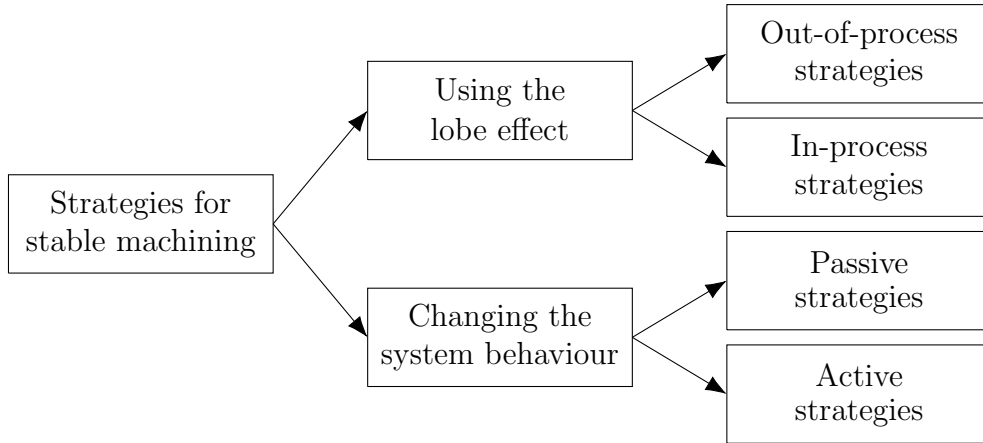 Strategies for
stable machining
Using the
lobe effect
Changing the
system behaviour
Out-of-process
strategies
In-process
strategies
Passive
strategies
Active
strategies